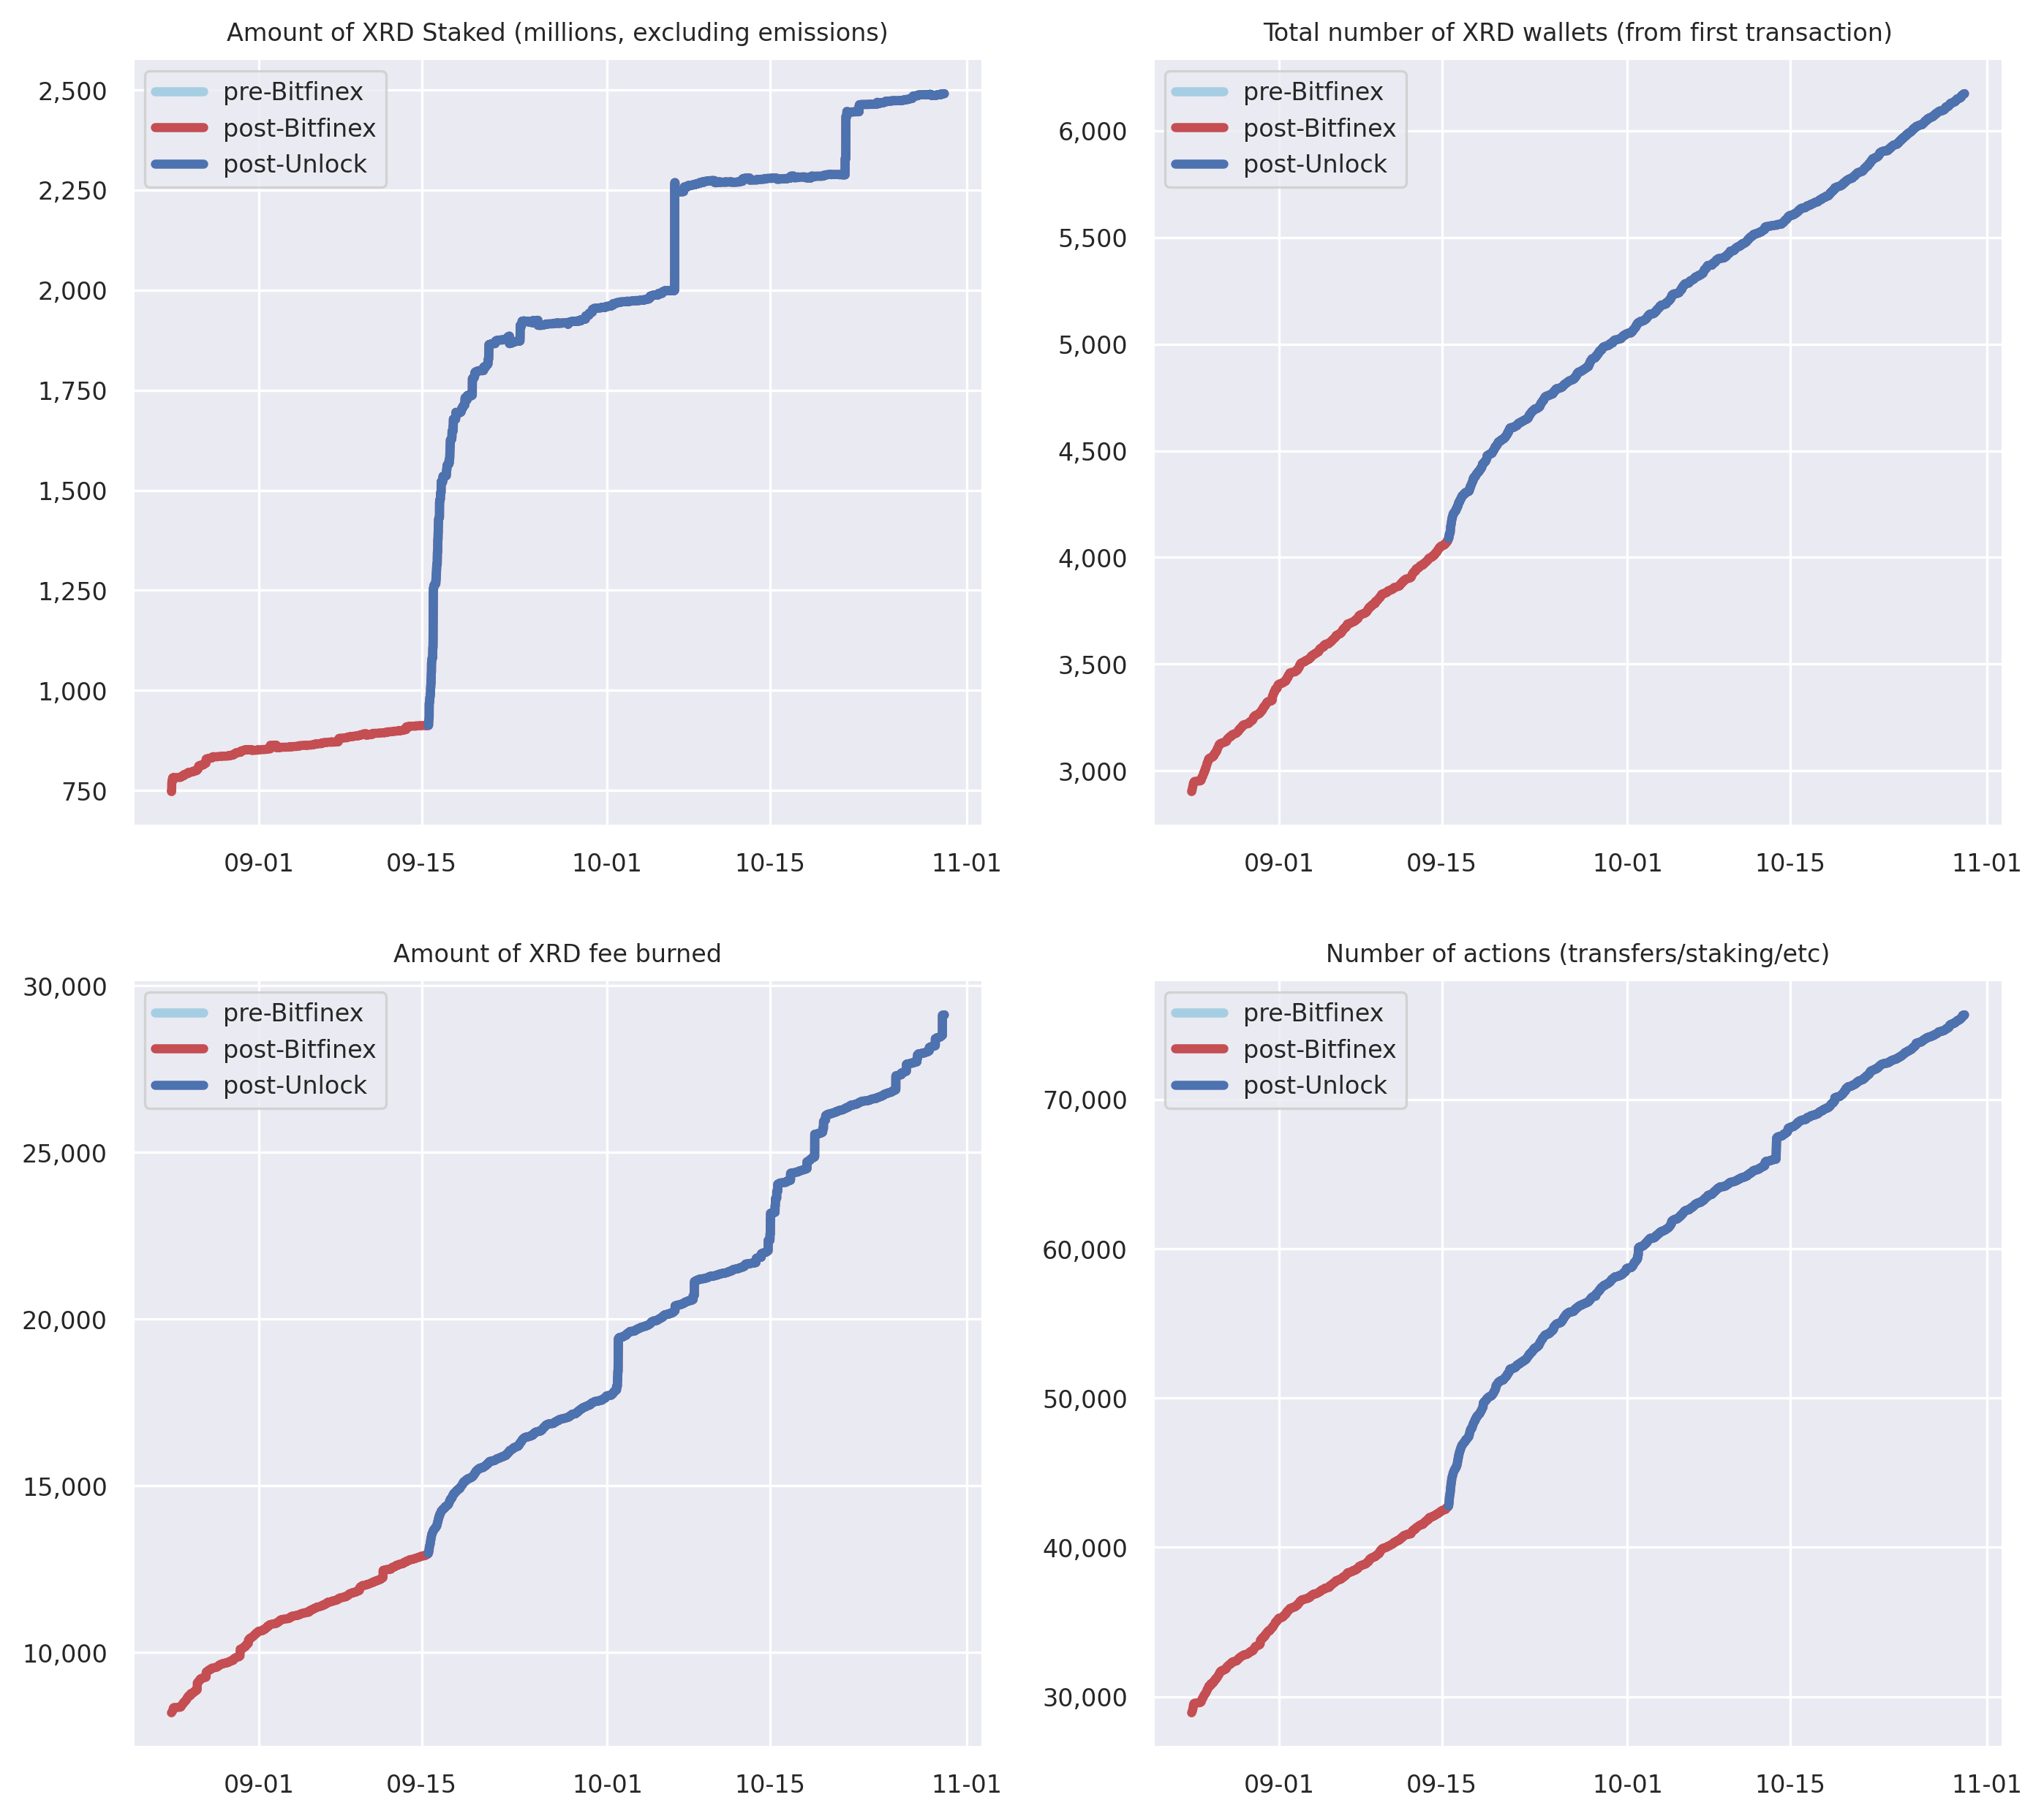 Amount of XRD Staked (millions, excluding emissions)
pre-Bitfinex
post-Bitfinex
post-Unlock
2,500
2,250
2,000
1,750
1,500
1,250
1,000
750
09-01 09-15 10-01 10-15 11-01
Total number of XRD wallets (from first transaction)
pre-Bitfinex
post-Bitfinex
post-Unlock
6,000
5,500
5,000
4,500
4,000
3,500
3,000
09-01 09-15 10-01 10-15 11-01
Amount of XRD fee burned
30,000
pre-Bitfinex
post-Bitfinex
post-Unlock
25,000
20,000
15,000
10,000
09-01 09-15 10-01 10-15 11-01
Number of actions (transfers/staking/etc)
pre-Bitfinex
post-Bitfinex
post-Unlock
70,000
60,000
50,000
40,000
30,000
09-01 09-15 10-01 10-15 11-01